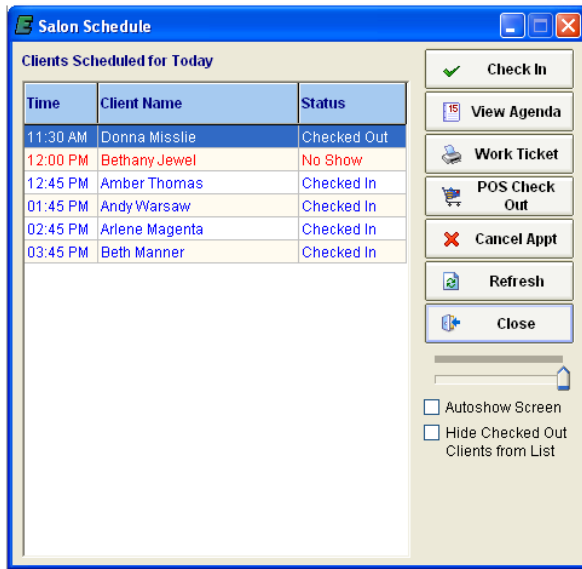 Salon Schedule
Clients Scheduled for Today
Time Client Name Status
11:30 AM Donna Misslie Checked Out
12:00 PM Bethany Jewel No Show
12:45 PM Amber Thomas Checked In
01:45 PM Andy Warsaw Checked In
02:45 PM Arlene Magenta Checked In
03:45 PM Beth Manner Checked In
Check In
15 View Agenda
Work Ticket
POS Check
Out
Cancel Appt
Refresh
Close
Autoshow Screen
Hide Checked Out
Clients from List